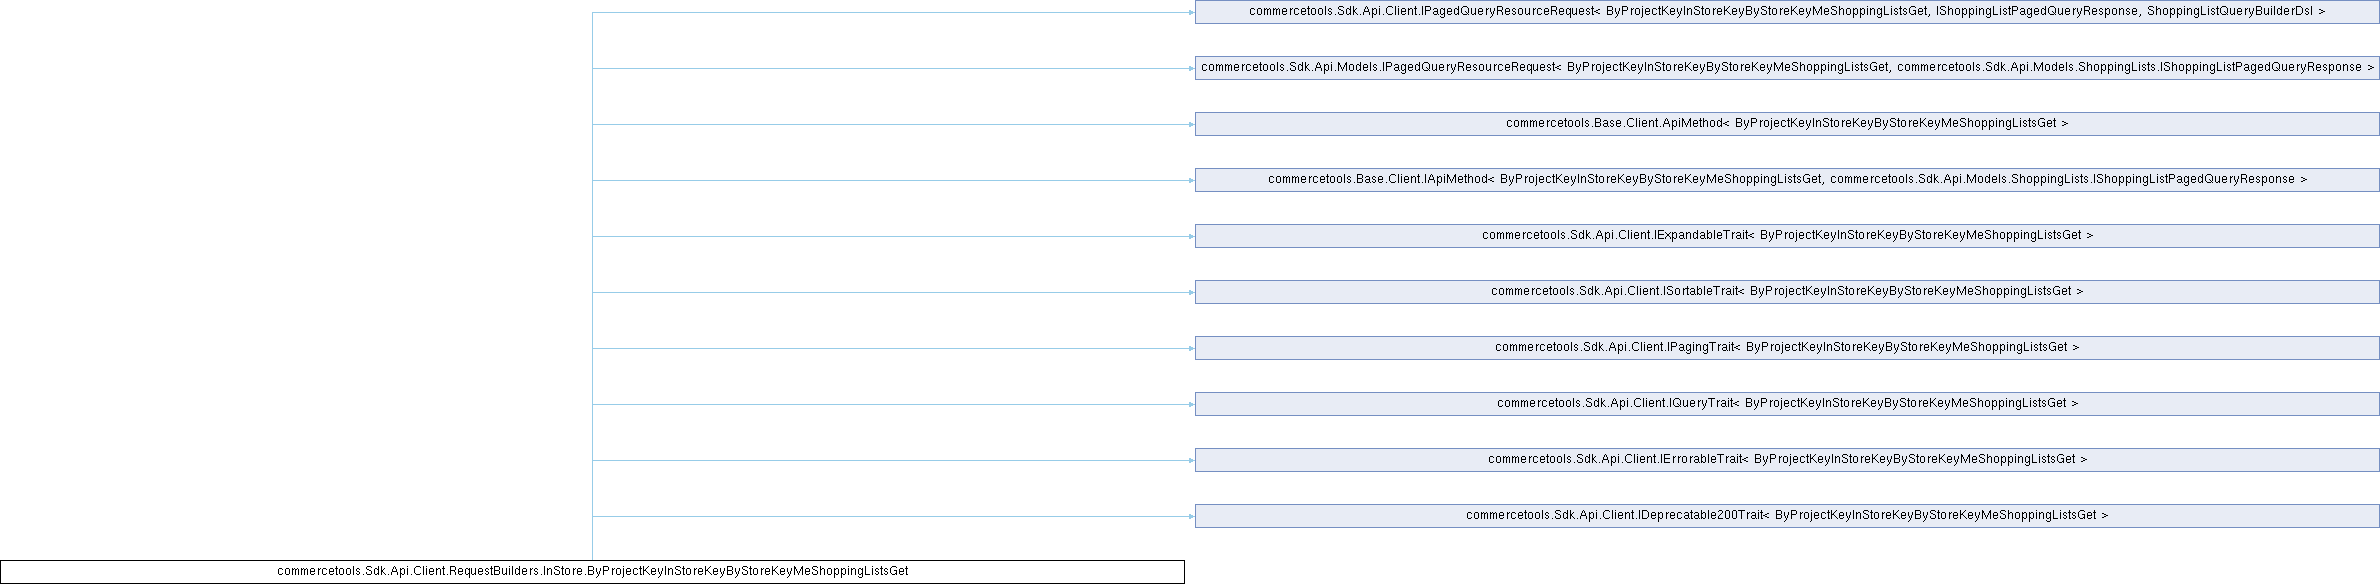 commercetools.Sdk.Api.Client.IPagedQueryResourceRequest< ByProjectKeyInStoreKeyByStoreKeyMeShoppingListsGet, IShoppingListPagedQueryResponse, ShoppingListQueryBuilderDsl >
commercetools.Sdk.Api.Models.IPagedQueryResourceRequest< ByProjectKeyInStoreKeyByStoreKeyMeShoppingListsGet, commercetools.Sdk.Api.Models.ShoppingLists.IShoppingListPagedQueryResponse >
commercetools.Base.Client.ApiMethod< ByProjectKeyInStoreKeyByStoreKeyMeShoppingListsGet >
commercetools.Base.Client.IApiMethod< ByProjectKeyInStoreKeyByStoreKeyMeShoppingListsGet, commercetools.Sdk.Api.Models.ShoppingLists.IShoppingListPagedQueryResponse >
commercetools.Sdk.Api.Client.IExpandableTrait< ByProjectKeyInStoreKeyByStoreKeyMeShoppingListsGet >
commercetools.Sdk.Api.Client.ISortableTrait< ByProjectKeyInStoreKeyByStoreKeyMeShoppingListsGet >
commercetools.Sdk.Api.Client.IPagingTrait< ByProjectKeyInStoreKeyByStoreKeyMeShoppingListsGet >
commercetools.Sdk.Api.Client.IQueryTrait< ByProjectKeyInStoreKeyByStoreKeyMeShoppingListsGet >
commercetools.Sdk.Api.Client.IErrorableTrait< ByProjectKeyInStoreKeyByStoreKeyMeShoppingListsGet >
commercetools.Sdk.Api.Client.IDeprecatable200Trait< ByProjectKeyInStoreKeyByStoreKeyMeShoppingListsGet >
commercetools.Sdk.Api.Client.RequestBuilders.InStore.ByProjectKeyInStoreKeyByStoreKeyMeShoppingListsGet